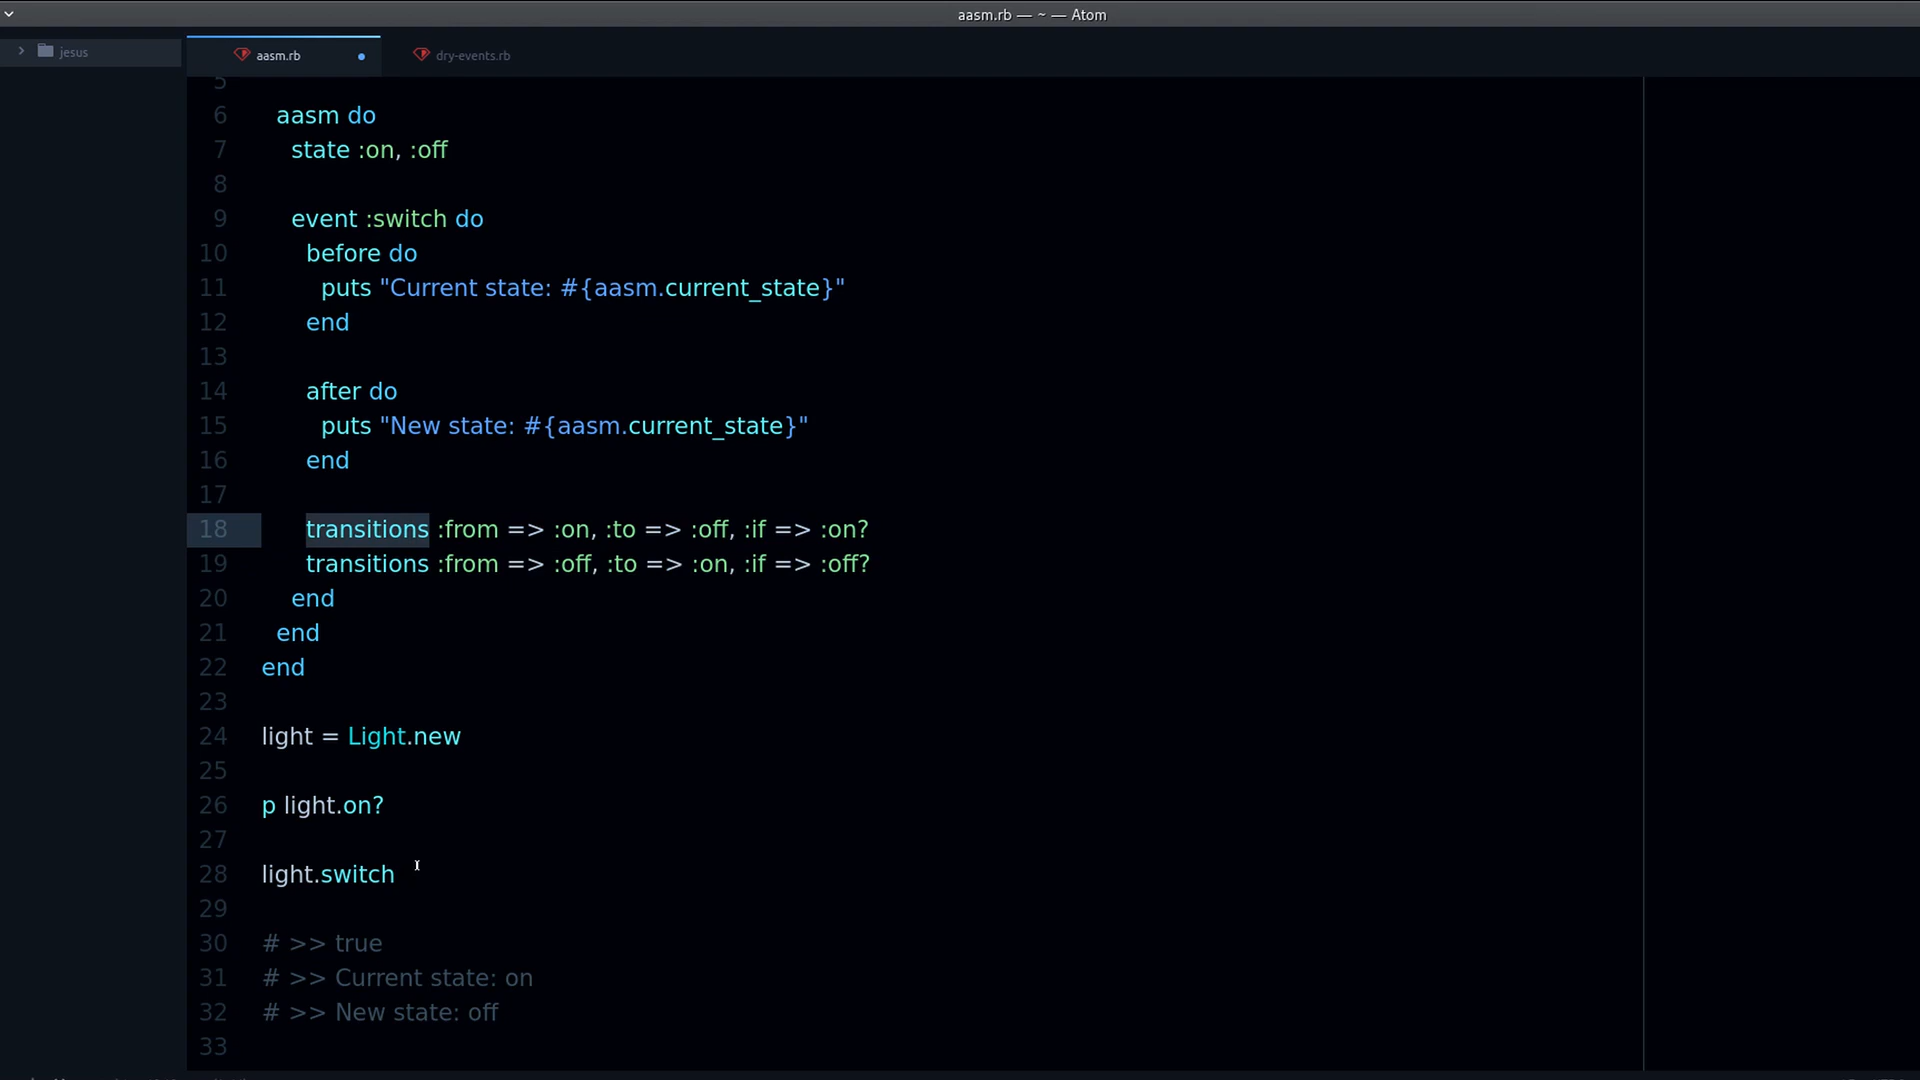 aasm.rb — ~ — Atom
jesus
aasm.rb
dry-events.rb
5
6 aasm do
7 state :on, :off
8
9 event :switch do
10 before do
11 puts "Current state: #{aasm.current_state}"
12 end
13
14 after do
15 puts "New state: #{aasm.current_state}"
16 end
17
18 transitions :from => :on, :to => :off, :if => :on?
19 transitions :from => :off, :to => :on, :if => :off?
20 end
21 end
22 end
23
24 light = Light.new
25
26 p light.on?
27
28 light.switch
29
30 # >> true
31 # >> Current state: on
32 # >> New state: off
33